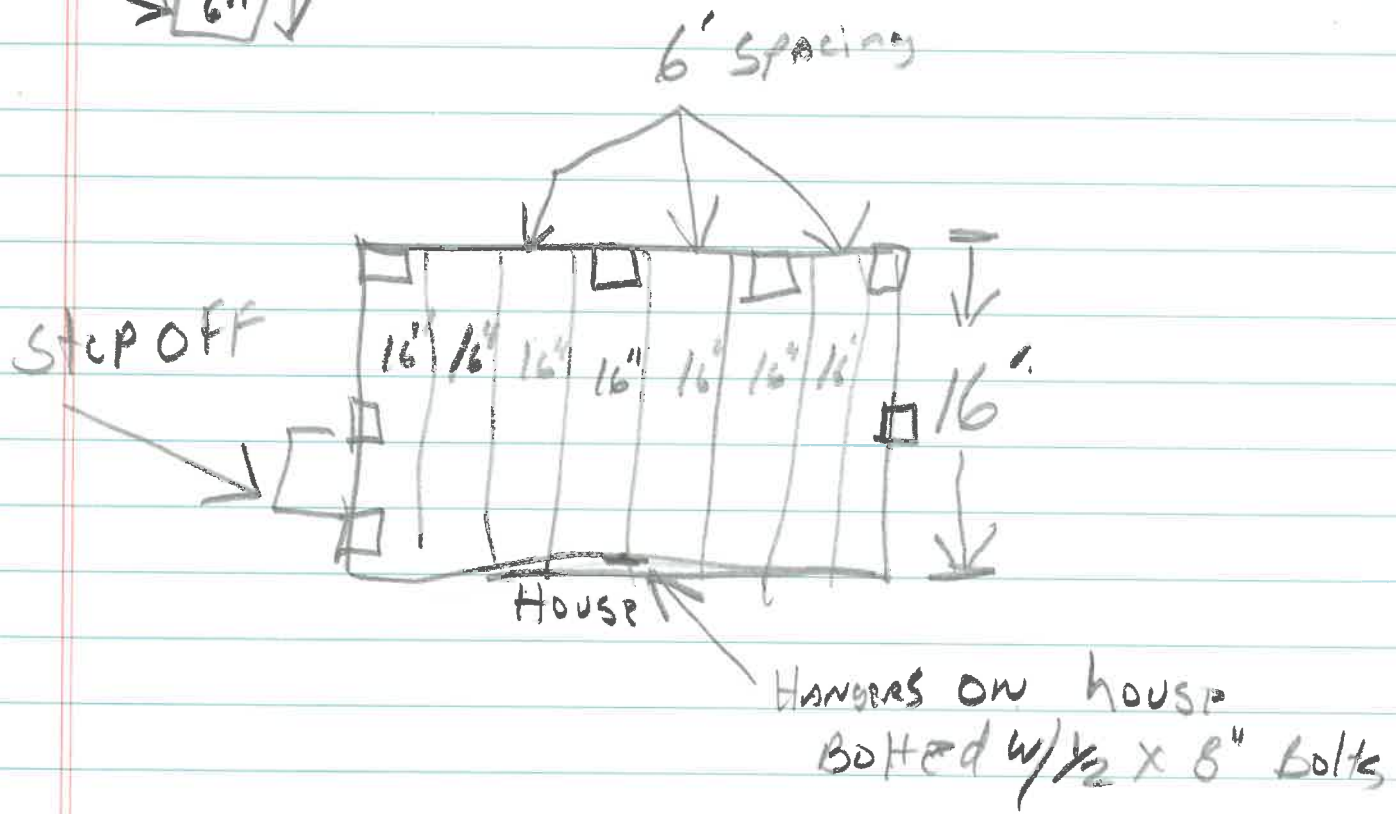 6"
6' SPACING
Step OFF
16" 16" 16" 16" 16" 16" 16"
16'
House
HANGERS ON house
Bolted w/ 1/2 x 8" Bolts